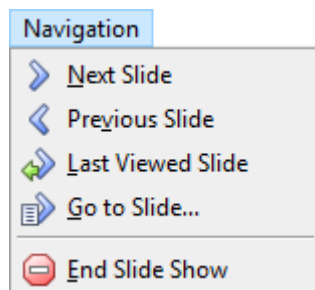 Navigation
Next Slide
Previous Slide
Last Viewed Slide
Go to Slide...
End Slide Show